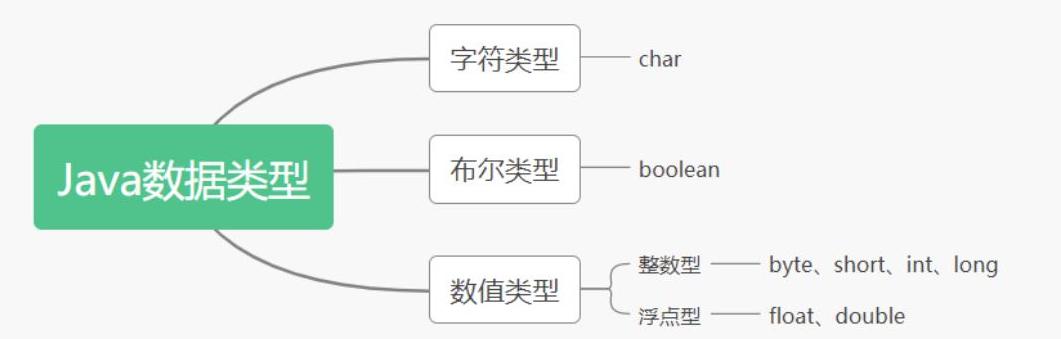 Java数据类型
字符类型
char
布尔类型
boolean
数值类型
整数型
byte、short、int、long
浮点型
float、double